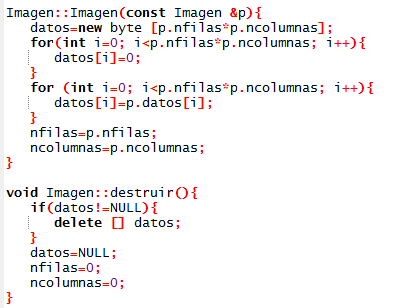 Imagen::Imagen(const Imagen &p){
datos=new byte [p.nfilas*p.ncolumnas];
for(int i=0; i<p.nfilas*p.ncolumnas; i++){
datos[i]=0;
}
for (int i=0; i<p.nfilas*p.ncolumnas; i++){
datos[i]=p.datos[i];
}
nfilas=p.nfilas;
ncolumnas=p.ncolumnas;
}
void Imagen::destruir(){
if(datos!=NULL){
delete [] datos;
}
datos=NULL;
nfilas=0;
ncolumnas=0;
}